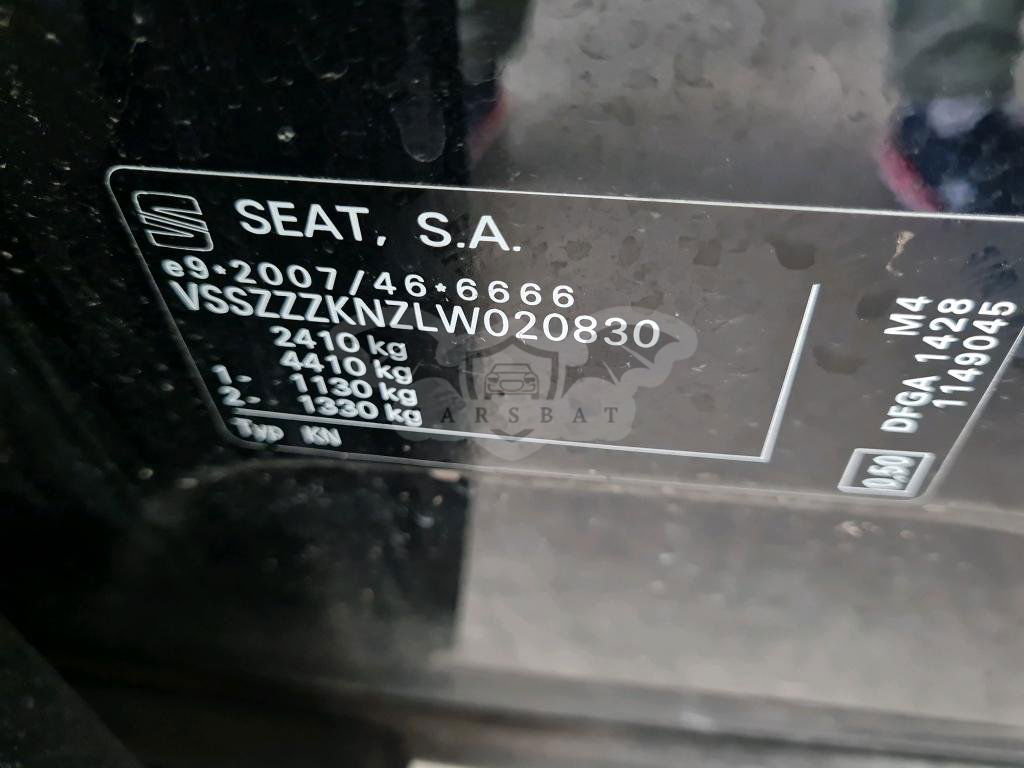 SEAT, S.A.
e9*2007/46*6666
VSSZZZKNZLW020830
2410 kg
4410 kg
1- 1130 kg
2- 1330 kg
Typ KN
M4
DFGA 1428
1149045
0,50
ARSBAT